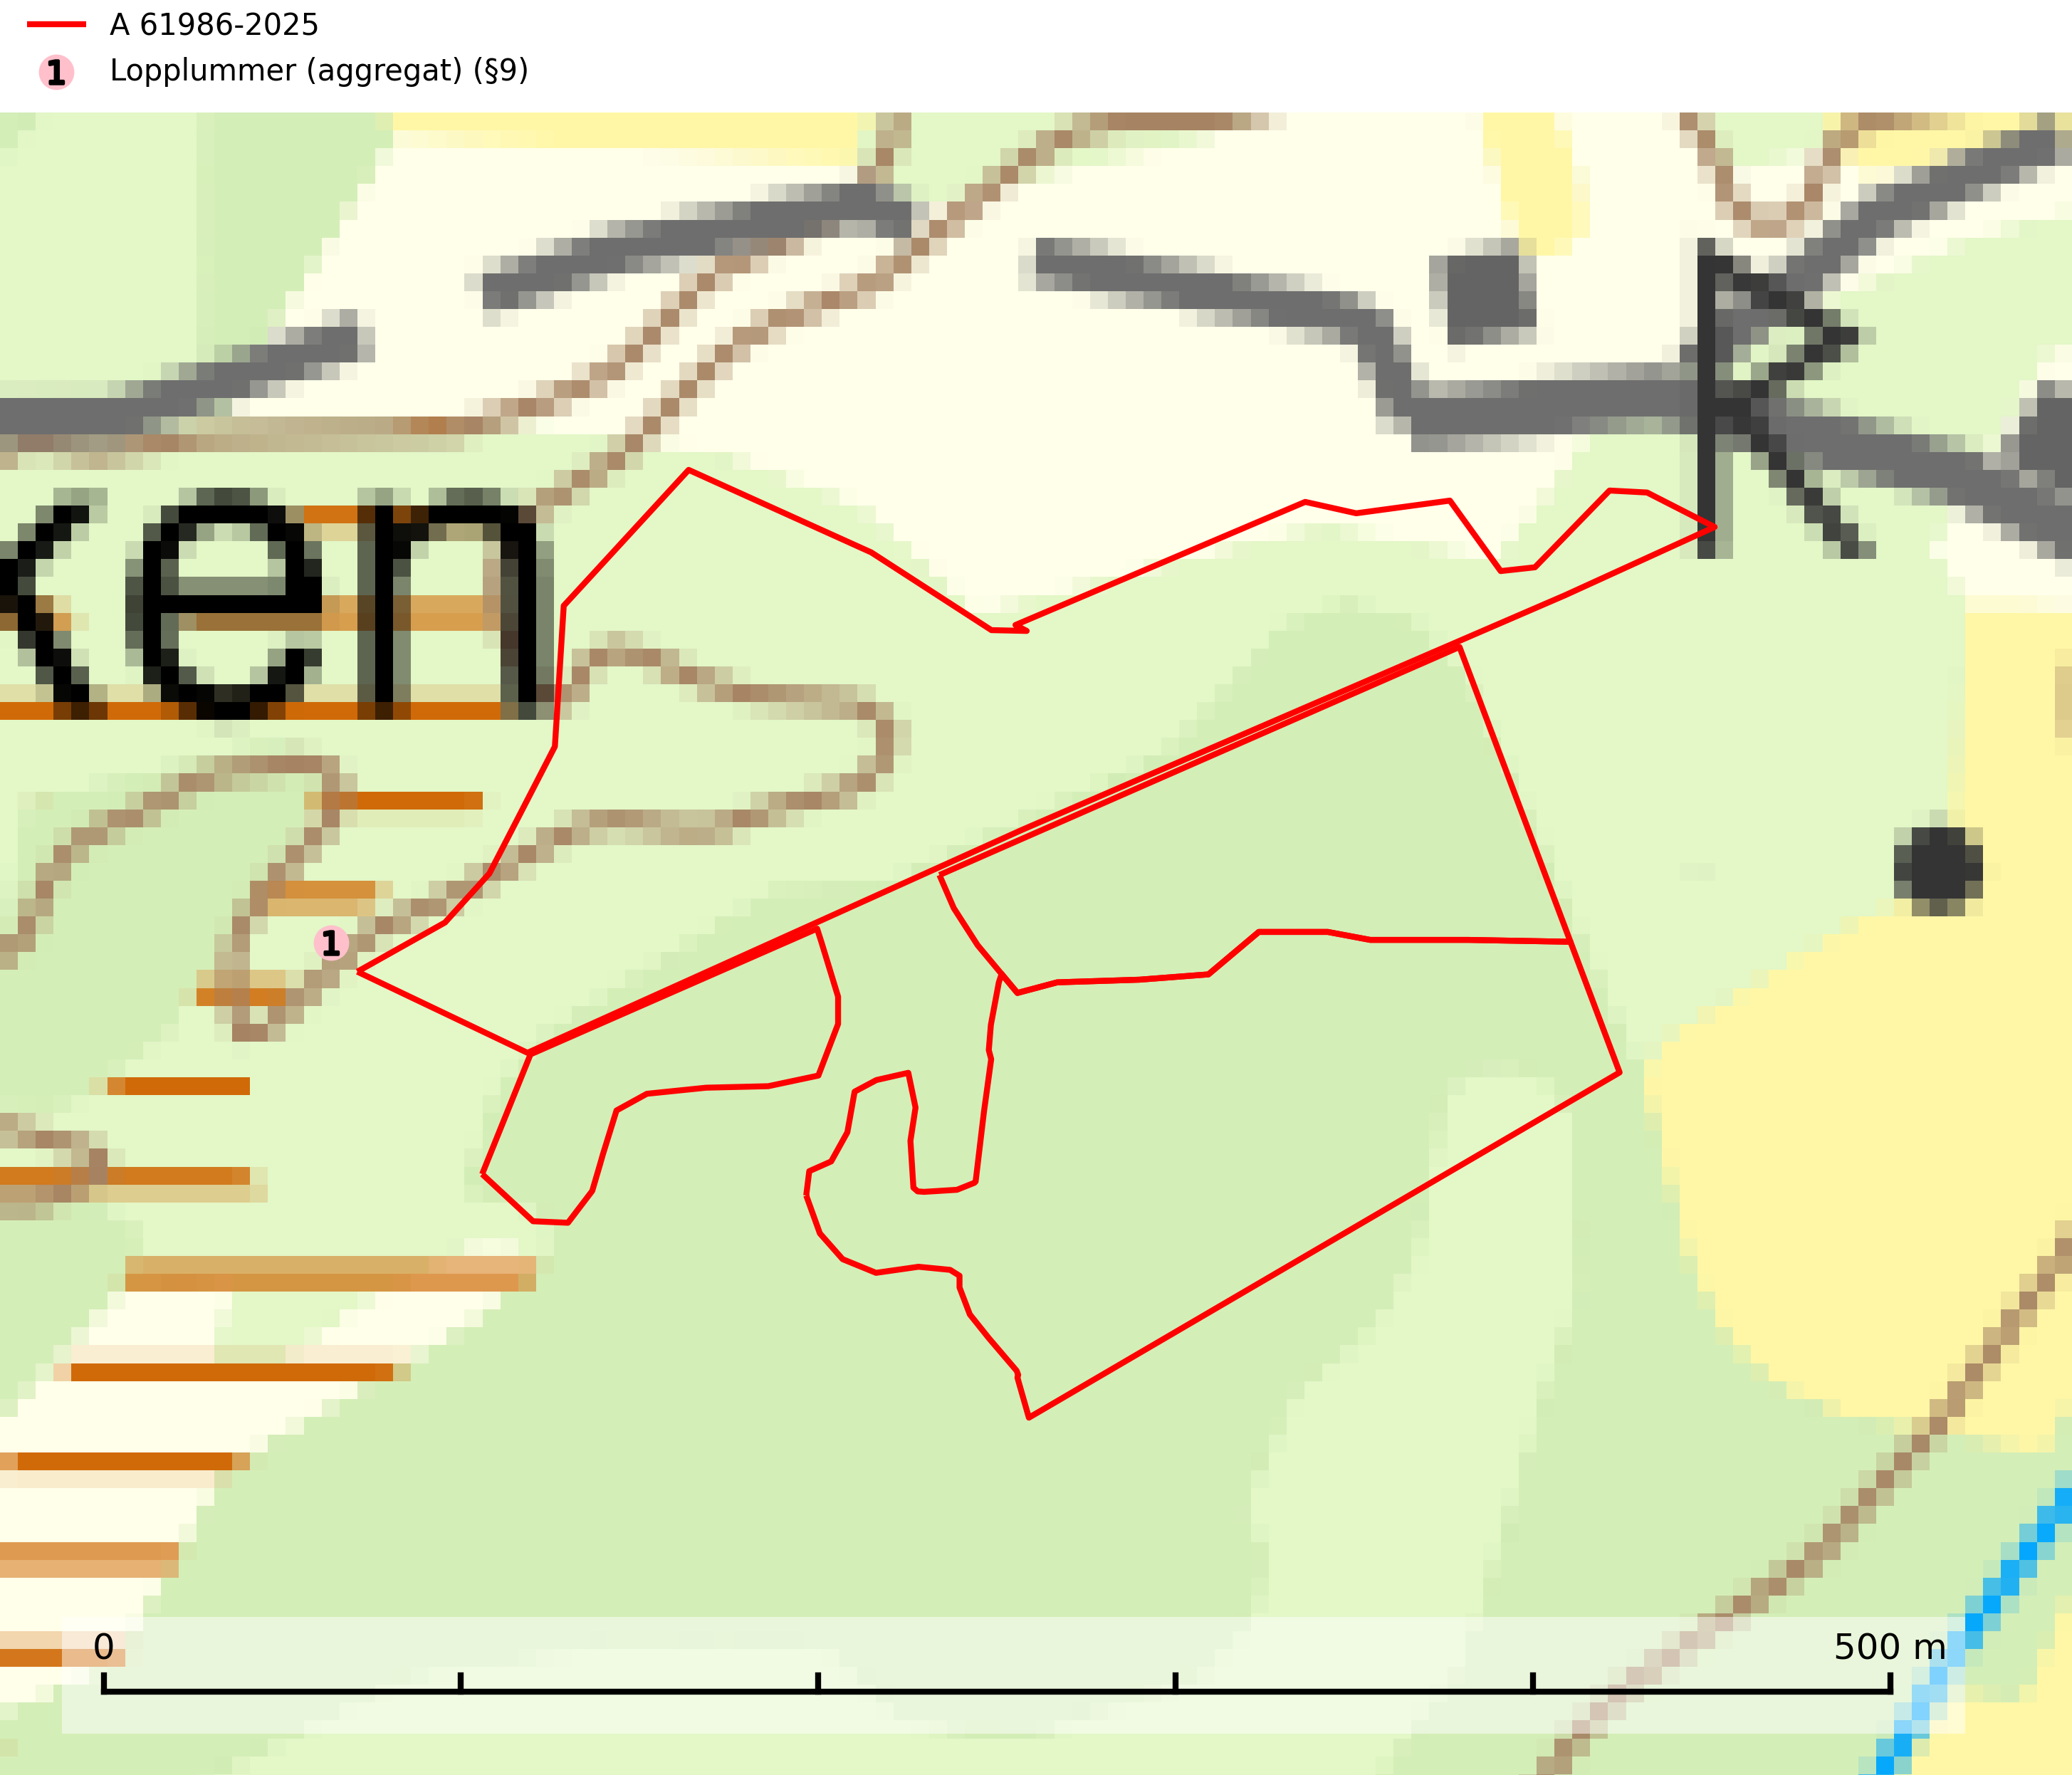 A 61986-2025
1 Lopplummer (aggregat) (§9)
R
ken
1
0 500 m